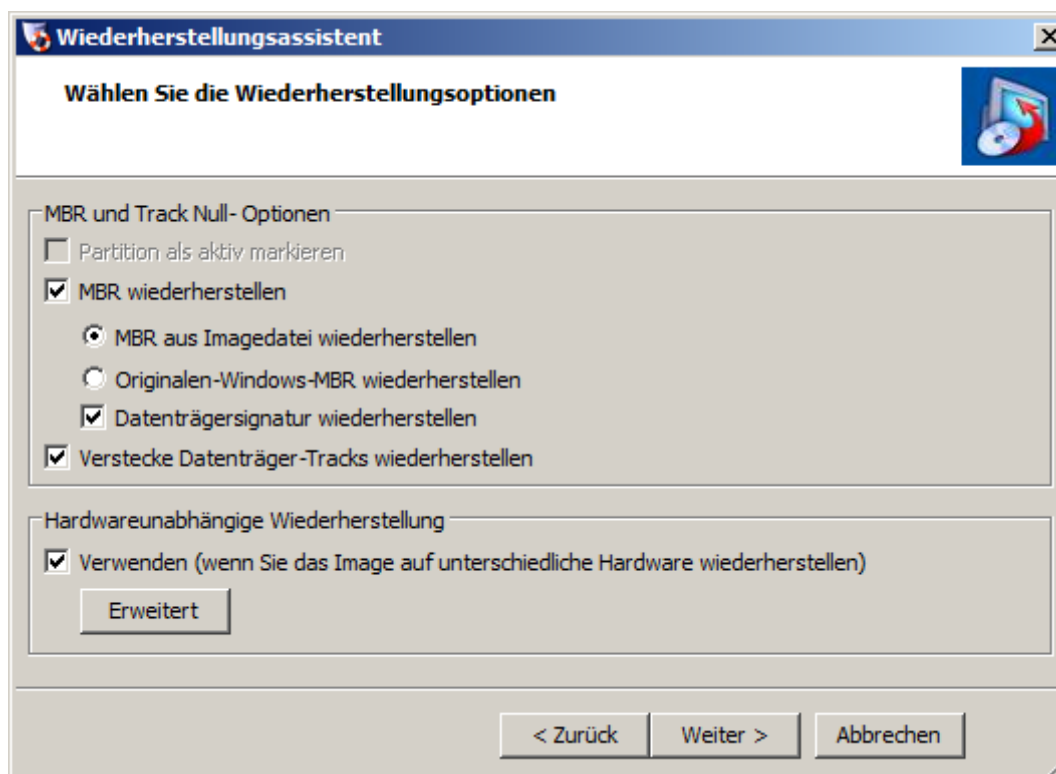 Wiederherstellungsassistent
Wählen Sie die Wiederherstellungsoptionen
MBR und Track Null- Optionen
Partition als aktiv markieren
MBR wiederherstellen
MBR aus Imagedatei wiederherstellen
Originalen-Windows-MBR wiederherstellen
Datenträgersignatur wiederherstellen
Verstecke Datenträger-Tracks wiederherstellen
Hardwareunabhängige Wiederherstellung
Verwenden (wenn Sie das Image auf unterschiedliche Hardware wiederherstellen)
Erweitert
< Zurück Weiter > Abbrechen